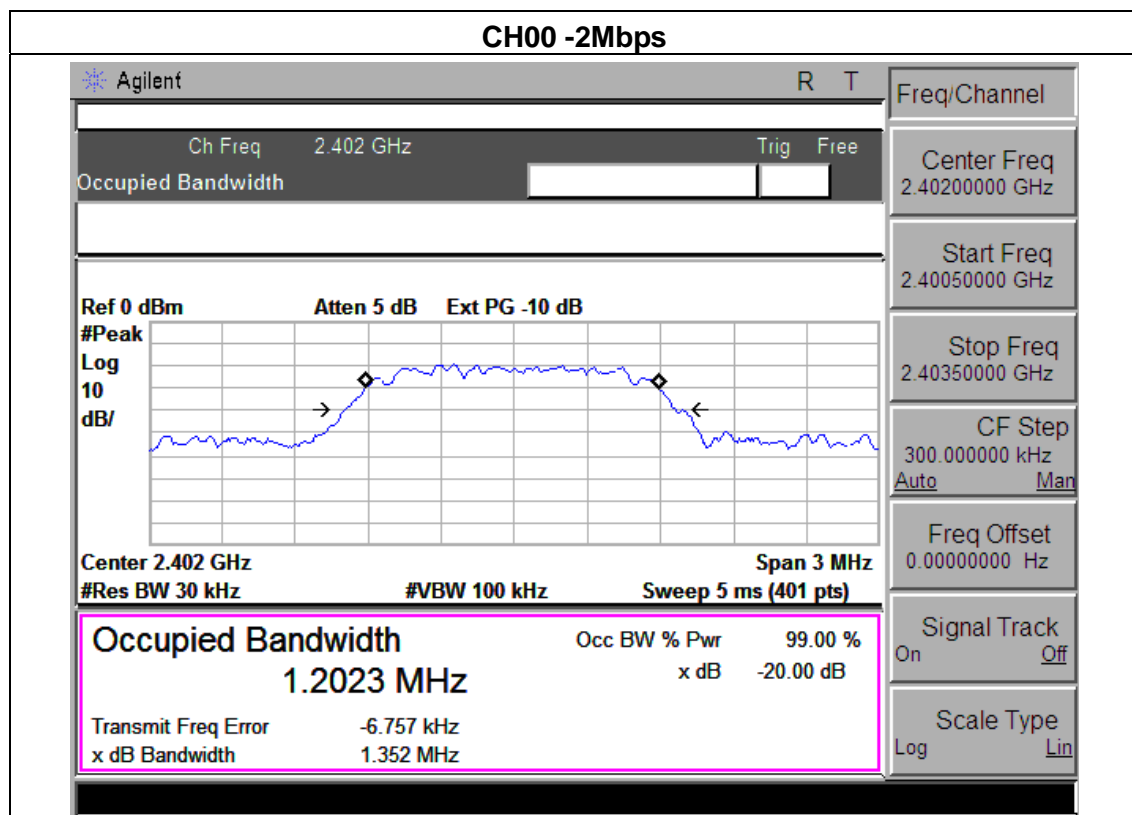 CH00 -2Mbps
Agilent R T
Ch Freq 2.402 GHz Trig Free
Occupied Bandwidth
Ref 0 dBm Atten 5 dB Ext PG -10 dB
#Peak
Log
10
dB/
Center 2.402 GHz Span 3 MHz
#Res BW 30 kHz #VBW 100 kHz Sweep 5 ms (401 pts)
Occupied Bandwidth Occ BW % Pwr 99.00 %
1.2023 MHz x dB -20.00 dB
Transmit Freq Error -6.757 kHz
x dB Bandwidth 1.352 MHz
Freq/Channel
Center Freq
2.40200000 GHz
Start Freq
2.40050000 GHz
Stop Freq
2.40350000 GHz
CF Step
300.000000 kHz
Auto Man
Freq Offset
0.00000000 Hz
Signal Track
On Off
Scale Type
Log Lin